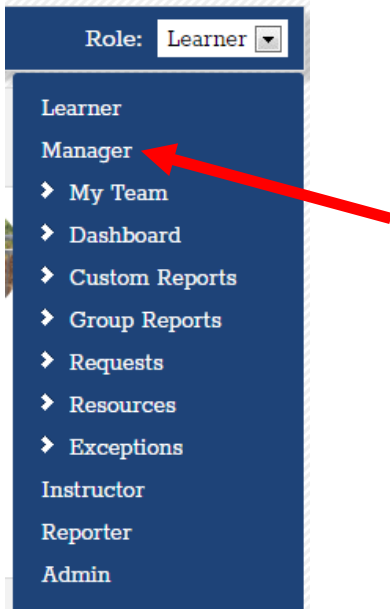 Role: Learner
Learner
Manager
My Team
Dashboard
Custom Reports
Group Reports
Requests
Resources
Exceptions
Instructor
Reporter
Admin